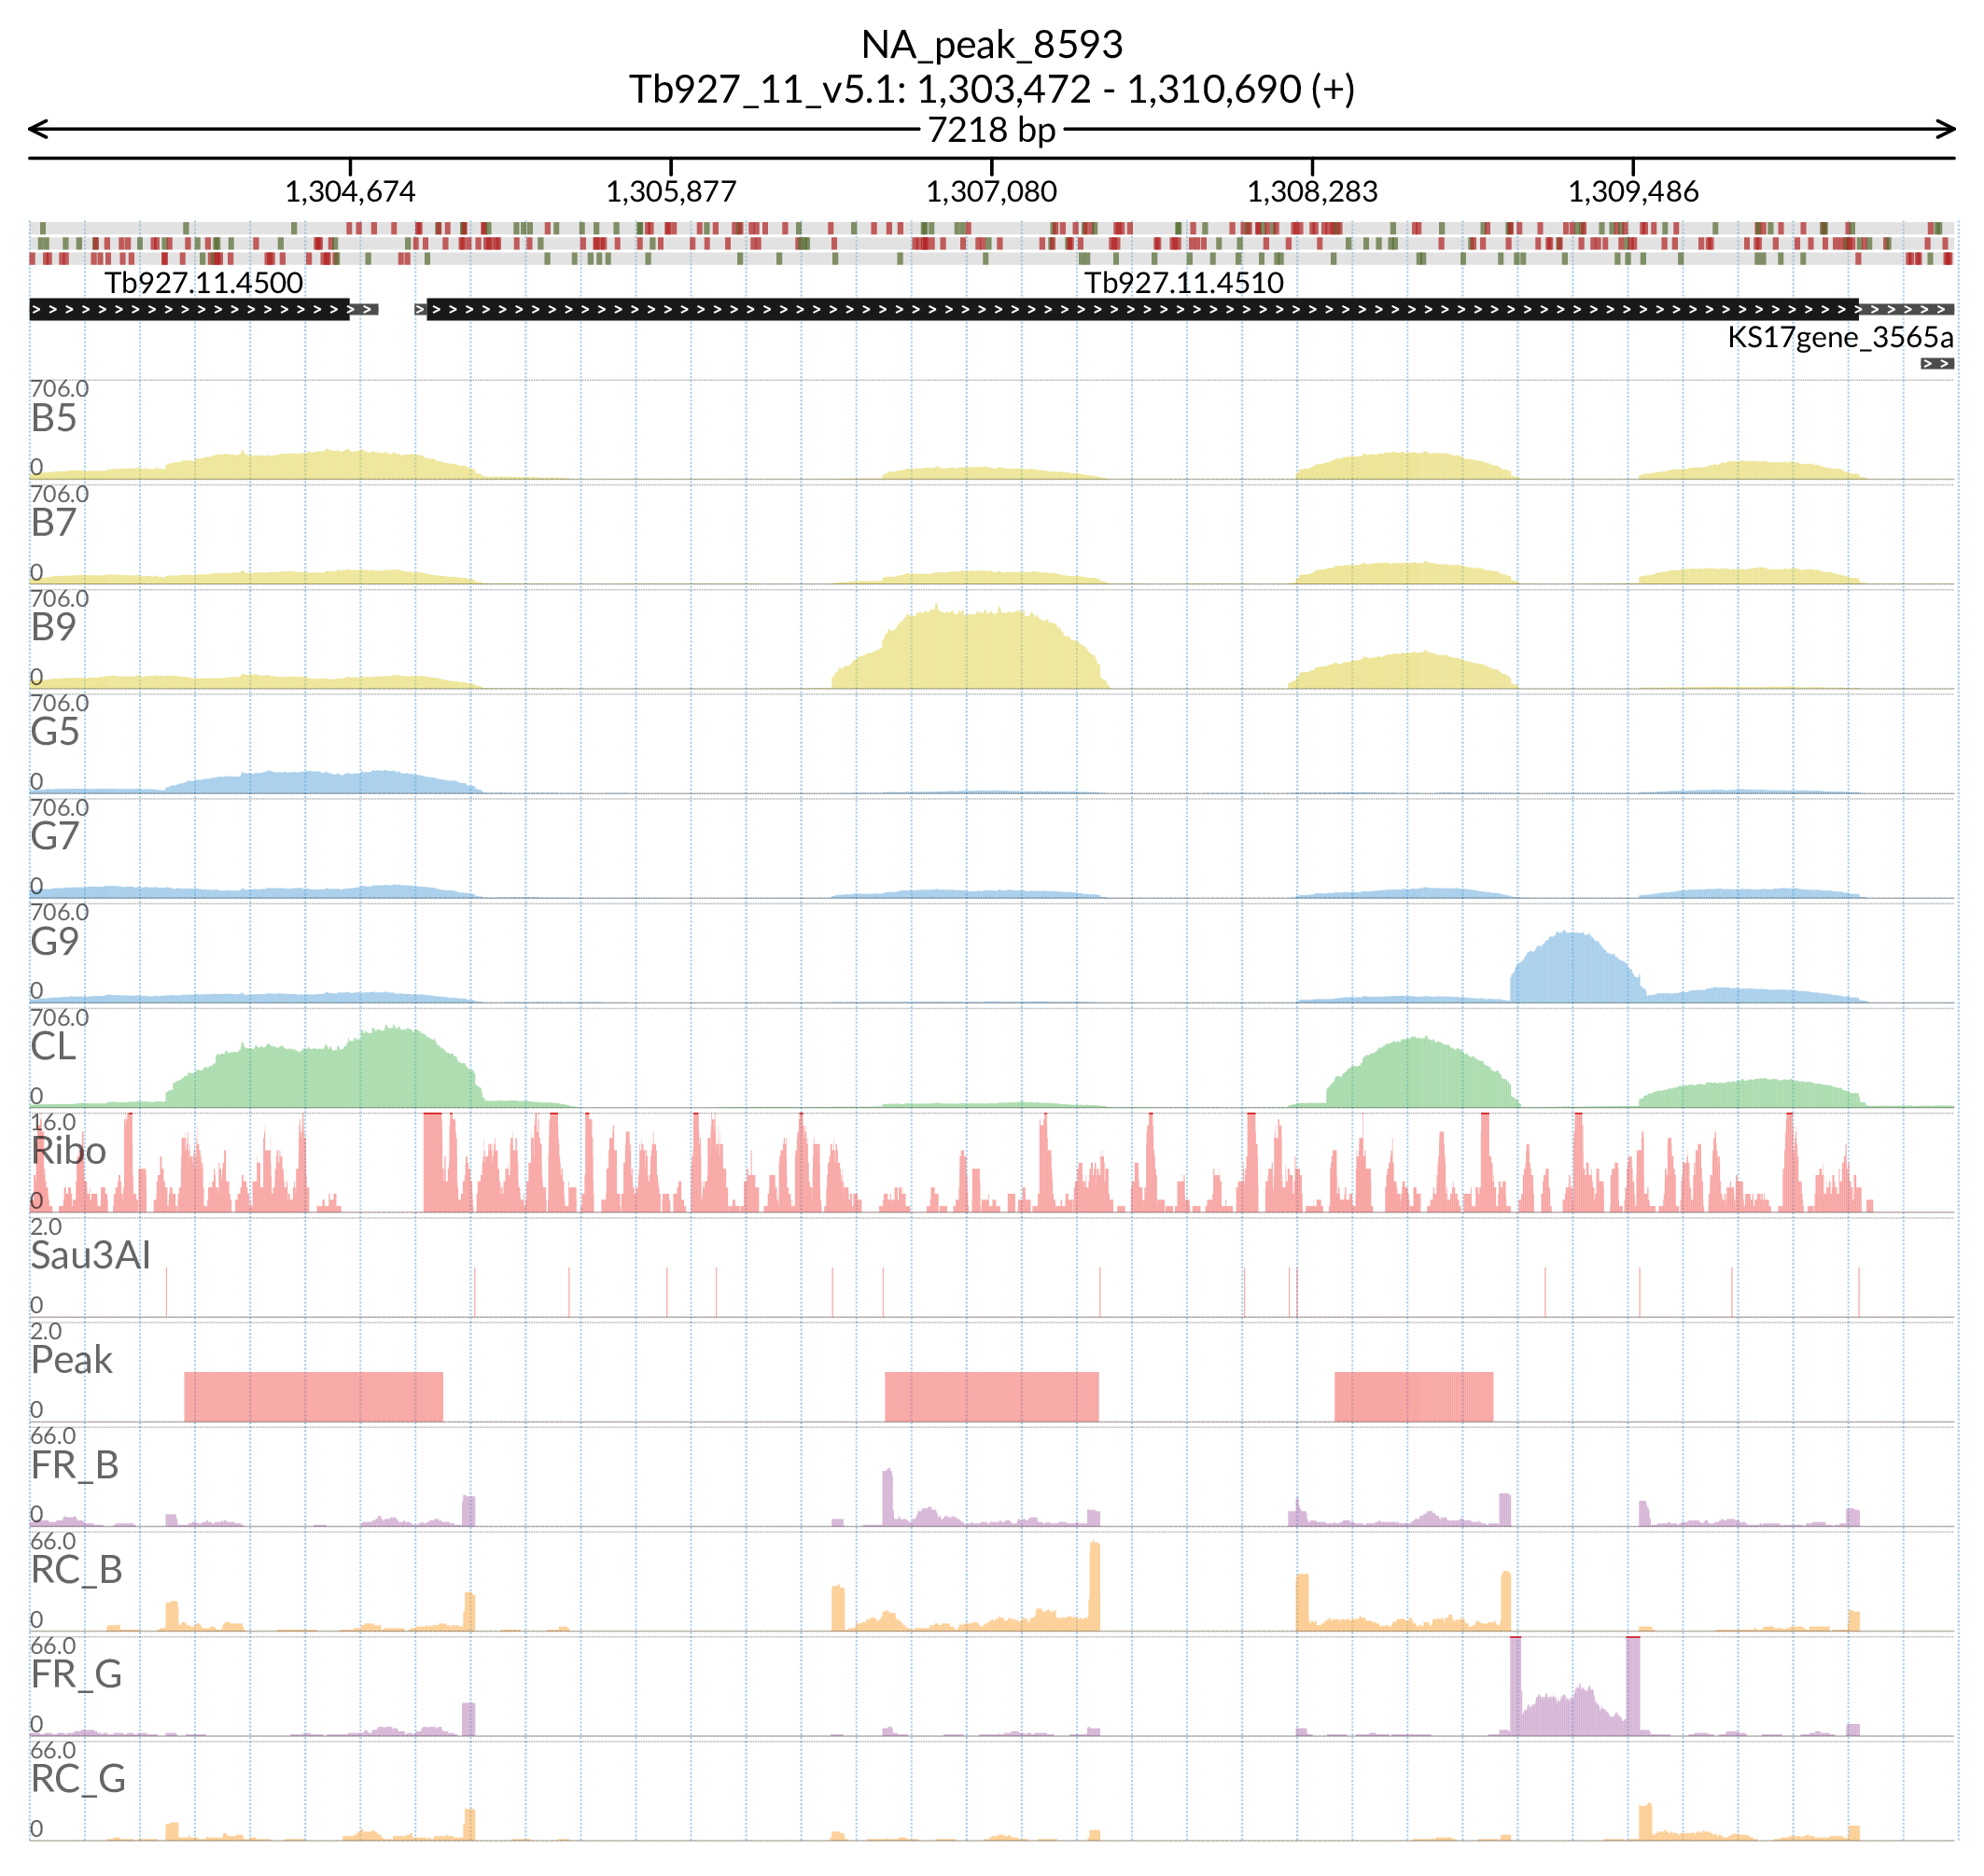 NA_peak_8593
Tb927_11_v5.1: 1,303,472 - 1,310,690 (+)
7218 bp
1,304,674 1,305,877 1,307,080 1,308,283 1,309,486
Tb927.11.4500 Tb927.11.4510
KS17gene_3565a
706.0
B5
0
706.0
B7
0
706.0
B9
0
706.0
G5
0
706.0
G7
0
706.0
G9
0
706.0
CL
0
16.0
Ribo
0
2.0
Sau3AI
0
2.0
Peak
0
66.0
FR_B
0
66.0
RC_B
0
66.0
FR_G
0
66.0
RC_G
0